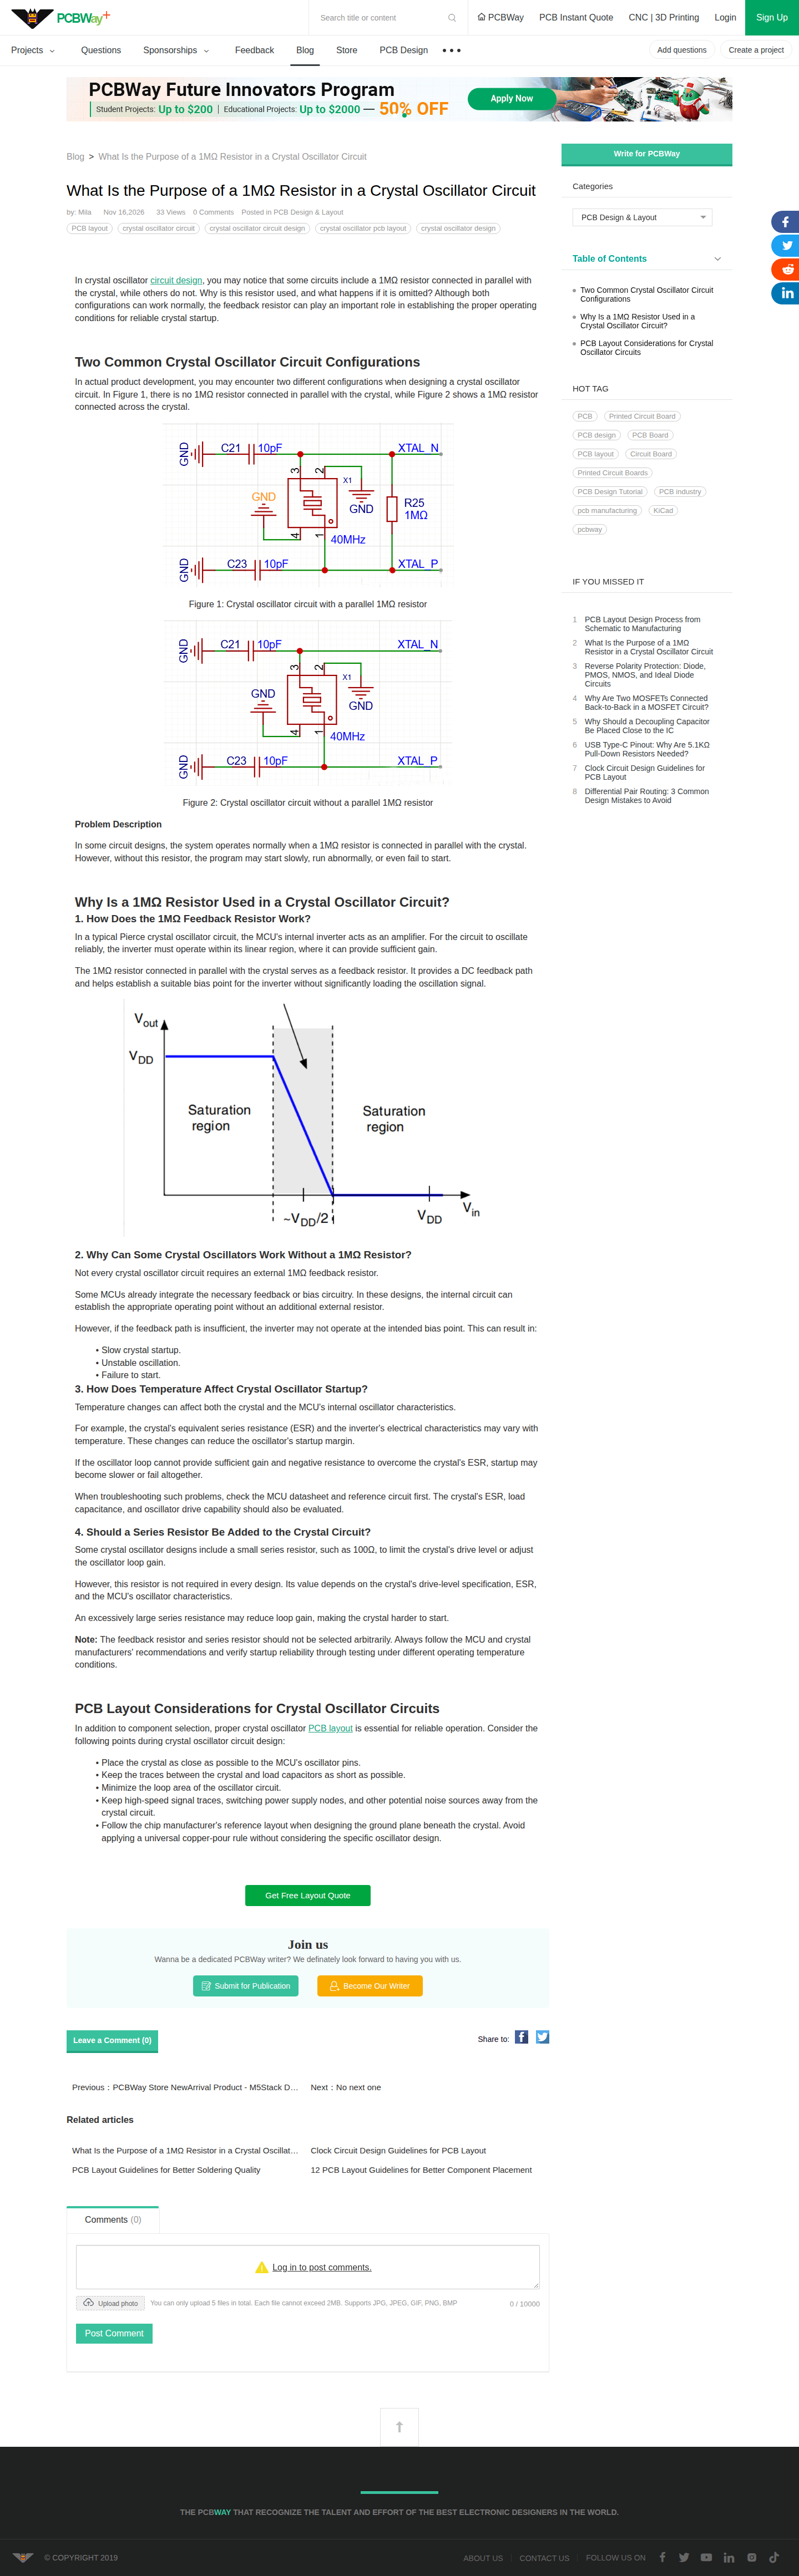 PCBWay+
Search title or content
PCBWay
PCB Instant Quote
CNC | 3D Printing
Login
Sign Up
Projects
Questions
Sponsorships
Feedback
Blog
Store
PCB Design
Add questions
Create a project
PCBWay Future Innovators Program
Student Projects: Up to $200 | Educational Projects: Up to $2000 — 50% OFF
Apply Now
Blog > What Is the Purpose of a 1MΩ Resistor in a Crystal Oscillator Circuit
What Is the Purpose of a 1MΩ Resistor in a Crystal Oscillator Circuit
by: Mila Nov 16,2026 33 Views 0 Comments Posted in PCB Design & Layout
PCB layout
crystal oscillator circuit
crystal oscillator circuit design
crystal oscillator pcb layout
crystal oscillator design
In crystal oscillator circuit design, you may notice that some circuits include a 1MΩ resistor connected in parallel with
the crystal, while others do not. Why is this resistor used, and what happens if it is omitted? Although both
configurations can work normally, the feedback resistor can play an important role in establishing the proper operating
conditions for reliable crystal startup.
Two Common Crystal Oscillator Circuit Configurations
In actual product development, you may encounter two different configurations when designing a crystal oscillator
circuit. In Figure 1, there is no 1MΩ resistor connected in parallel with the crystal, while Figure 2 shows a 1MΩ resistor
connected across the crystal.
GND
C21
10pF
XTAL_N
3
2
X1
GND
GND
R25
1MΩ
4
1
40MHz
GND
C23
10pF
XTAL_P
Figure 1: Crystal oscillator circuit with a parallel 1MΩ resistor
GND
C21
10pF
XTAL_N
3
2
X1
GND
GND
4
1
40MHz
GND
C23
10pF
XTAL_P
Figure 2: Crystal oscillator circuit without a parallel 1MΩ resistor
Problem Description
In some circuit designs, the system operates normally when a 1MΩ resistor is connected in parallel with the crystal.
However, without this resistor, the program may start slowly, run abnormally, or even fail to start.
Why Is a 1MΩ Resistor Used in a Crystal Oscillator Circuit?
1. How Does the 1MΩ Feedback Resistor Work?
In a typical Pierce crystal oscillator circuit, the MCU's internal inverter acts as an amplifier. For the circuit to oscillate
reliably, the inverter must operate within its linear region, where it can provide sufficient gain.
The 1MΩ resistor connected in parallel with the crystal serves as a feedback resistor. It provides a DC feedback path
and helps establish a suitable bias point for the inverter without significantly loading the oscillation signal.
Vout
VDD
Saturation
region
Saturation
region
~VDD/2
VDD
Vin
2. Why Can Some Crystal Oscillators Work Without a 1MΩ Resistor?
Not every crystal oscillator circuit requires an external 1MΩ feedback resistor.
Some MCUs already integrate the necessary feedback or bias circuitry. In these designs, the internal circuit can
establish the appropriate operating point without an additional external resistor.
However, if the feedback path is insufficient, the inverter may not operate at the intended bias point. This can result in:
• Slow crystal startup.
• Unstable oscillation.
• Failure to start.
3. How Does Temperature Affect Crystal Oscillator Startup?
Temperature changes can affect both the crystal and the MCU's internal oscillator characteristics.
For example, the crystal's equivalent series resistance (ESR) and the inverter's electrical characteristics may vary with
temperature. These changes can reduce the oscillator's startup margin.
If the oscillator loop cannot provide sufficient gain and negative resistance to overcome the crystal's ESR, startup may
become slower or fail altogether.
When troubleshooting such problems, check the MCU datasheet and reference circuit first. The crystal's ESR, load
capacitance, and oscillator drive capability should also be evaluated.
4. Should a Series Resistor Be Added to the Crystal Circuit?
Some crystal oscillator designs include a small series resistor, such as 100Ω, to limit the crystal's drive level or adjust
the oscillator loop gain.
However, this resistor is not required in every design. Its value depends on the crystal's drive-level specification, ESR,
and the MCU's oscillator characteristics.
An excessively large series resistance may reduce loop gain, making the crystal harder to start.
Note: The feedback resistor and series resistor should not be selected arbitrarily. Always follow the MCU and crystal
manufacturers' recommendations and verify startup reliability through testing under different operating temperature
conditions.
PCB Layout Considerations for Crystal Oscillator Circuits
In addition to component selection, proper crystal oscillator PCB layout is essential for reliable operation. Consider the
following points during crystal oscillator circuit design:
• Place the crystal as close as possible to the MCU's oscillator pins.
• Keep the traces between the crystal and load capacitors as short as possible.
• Minimize the loop area of the oscillator circuit.
• Keep high-speed signal traces, switching power supply nodes, and other potential noise sources away from the
crystal circuit.
• Follow the chip manufacturer's reference layout when designing the ground plane beneath the crystal. Avoid
applying a universal copper-pour rule without considering the specific oscillator design.
Get Free Layout Quote
Join us
Wanna be a dedicated PCBWay writer? We definately look forward to having you with us.
Submit for Publication
Become Our Writer
Leave a Comment (0)
Share to:
Previous：PCBWay Store NewArrival Product - M5Stack D…
Next：No next one
Related articles
What Is the Purpose of a 1MΩ Resistor in a Crystal Oscillat…
Clock Circuit Design Guidelines for PCB Layout
PCB Layout Guidelines for Better Soldering Quality
12 PCB Layout Guidelines for Better Component Placement
Comments (0)
Log in to post comments.
Upload photo
You can only upload 5 files in total. Each file cannot exceed 2MB. Supports JPG, JPEG, GIF, PNG, BMP
0 / 10000
Post Comment
Write for PCBWay
Categories
PCB Design & Layout
Table of Contents
Two Common Crystal Oscillator Circuit
Configurations
Why Is a 1MΩ Resistor Used in a
Crystal Oscillator Circuit?
PCB Layout Considerations for Crystal
Oscillator Circuits
HOT TAG
PCB
Printed Circuit Board
PCB design
PCB Board
PCB layout
Circuit Board
Printed Circuit Boards
PCB Design Tutorial
PCB industry
pcb manufacturing
KiCad
pcbway
IF YOU MISSED IT
1 PCB Layout Design Process from
Schematic to Manufacturing
2 What Is the Purpose of a 1MΩ
Resistor in a Crystal Oscillator Circuit
3 Reverse Polarity Protection: Diode,
PMOS, NMOS, and Ideal Diode
Circuits
4 Why Are Two MOSFETs Connected
Back-to-Back in a MOSFET Circuit?
5 Why Should a Decoupling Capacitor
Be Placed Close to the IC
6 USB Type-C Pinout: Why Are 5.1KΩ
Pull-Down Resistors Needed?
7 Clock Circuit Design Guidelines for
PCB Layout
8 Differential Pair Routing: 3 Common
Design Mistakes to Avoid
THE PCBWAY THAT RECOGNIZE THE TALENT AND EFFORT OF THE BEST ELECTRONIC DESIGNERS IN THE WORLD.
© COPYRIGHT 2019
ABOUT US
CONTACT US
FOLLOW US ON